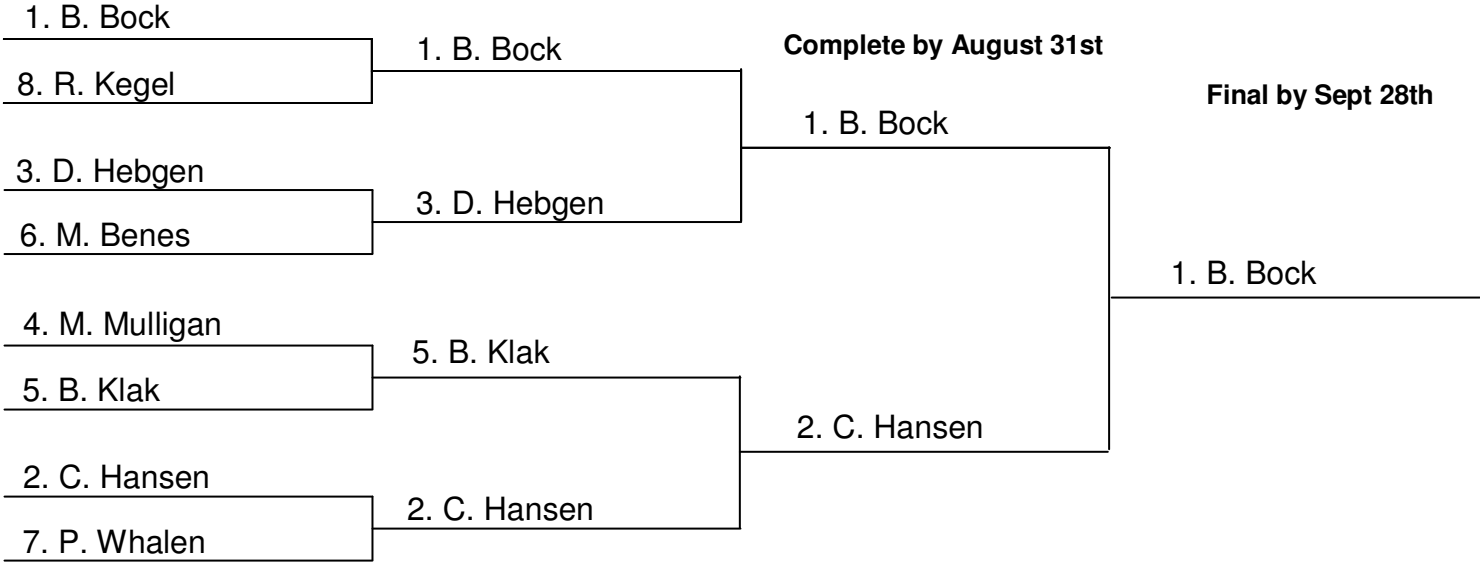 1. B. Bock
8. R. Kegel
3. D. Hebgen
6. M. Benes
4. M. Mulligan
5. B. Klak
2. C. Hansen
7. P. Whalen
1. B. Bock
3. D. Hebgen
5. B. Klak
2. C. Hansen
Complete by August 31st
1. B. Bock
2. C. Hansen
Final by Sept 28th
1. B. Bock